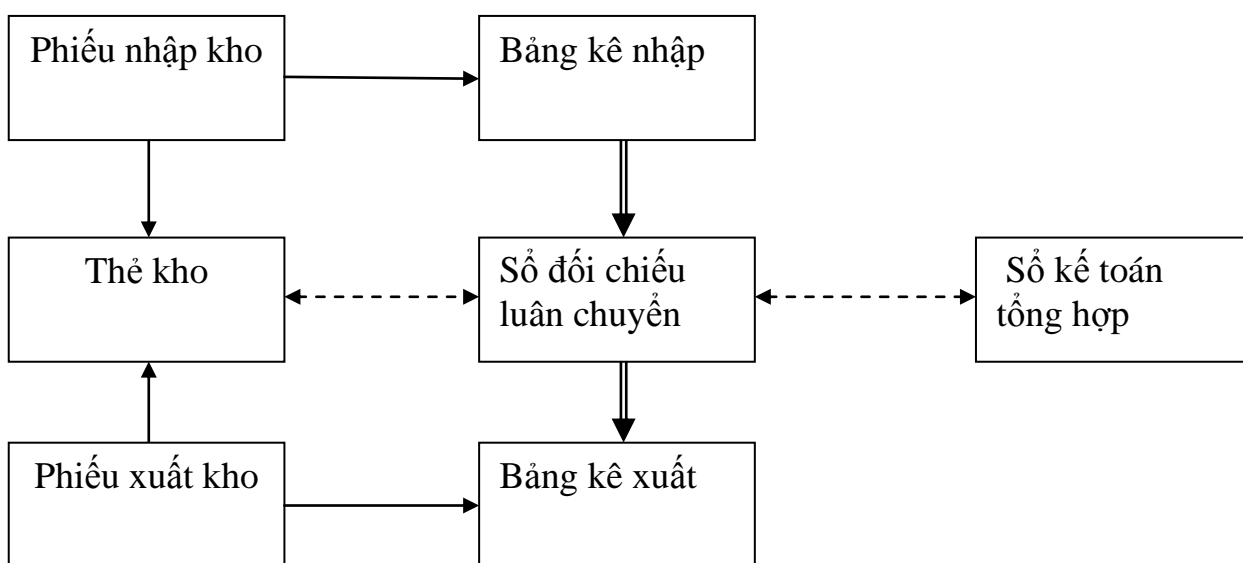 Phiếu nhập kho
Bảng kê nhập
Thẻ kho
Sổ đối chiếu
luân chuyển
Sổ kế toán
tổng hợp
Phiếu xuất kho
Bảng kê xuất